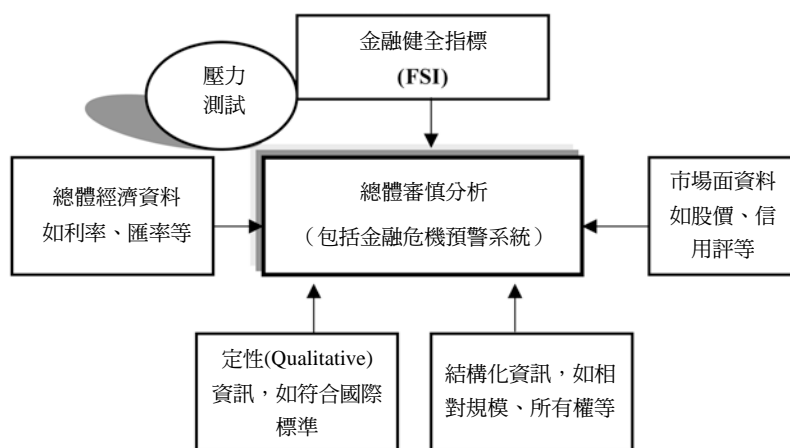 金融健全指標
(FSI)
壓力
測試
總體經濟資料
如利率、匯率等
總體審慎分析
（包括金融危機預警系統）
市場面資料
如股價、信
用評等
定性(Qualitative)
資訊，如符合國際
標準
結構化資訊，如相
對規模、所有權等